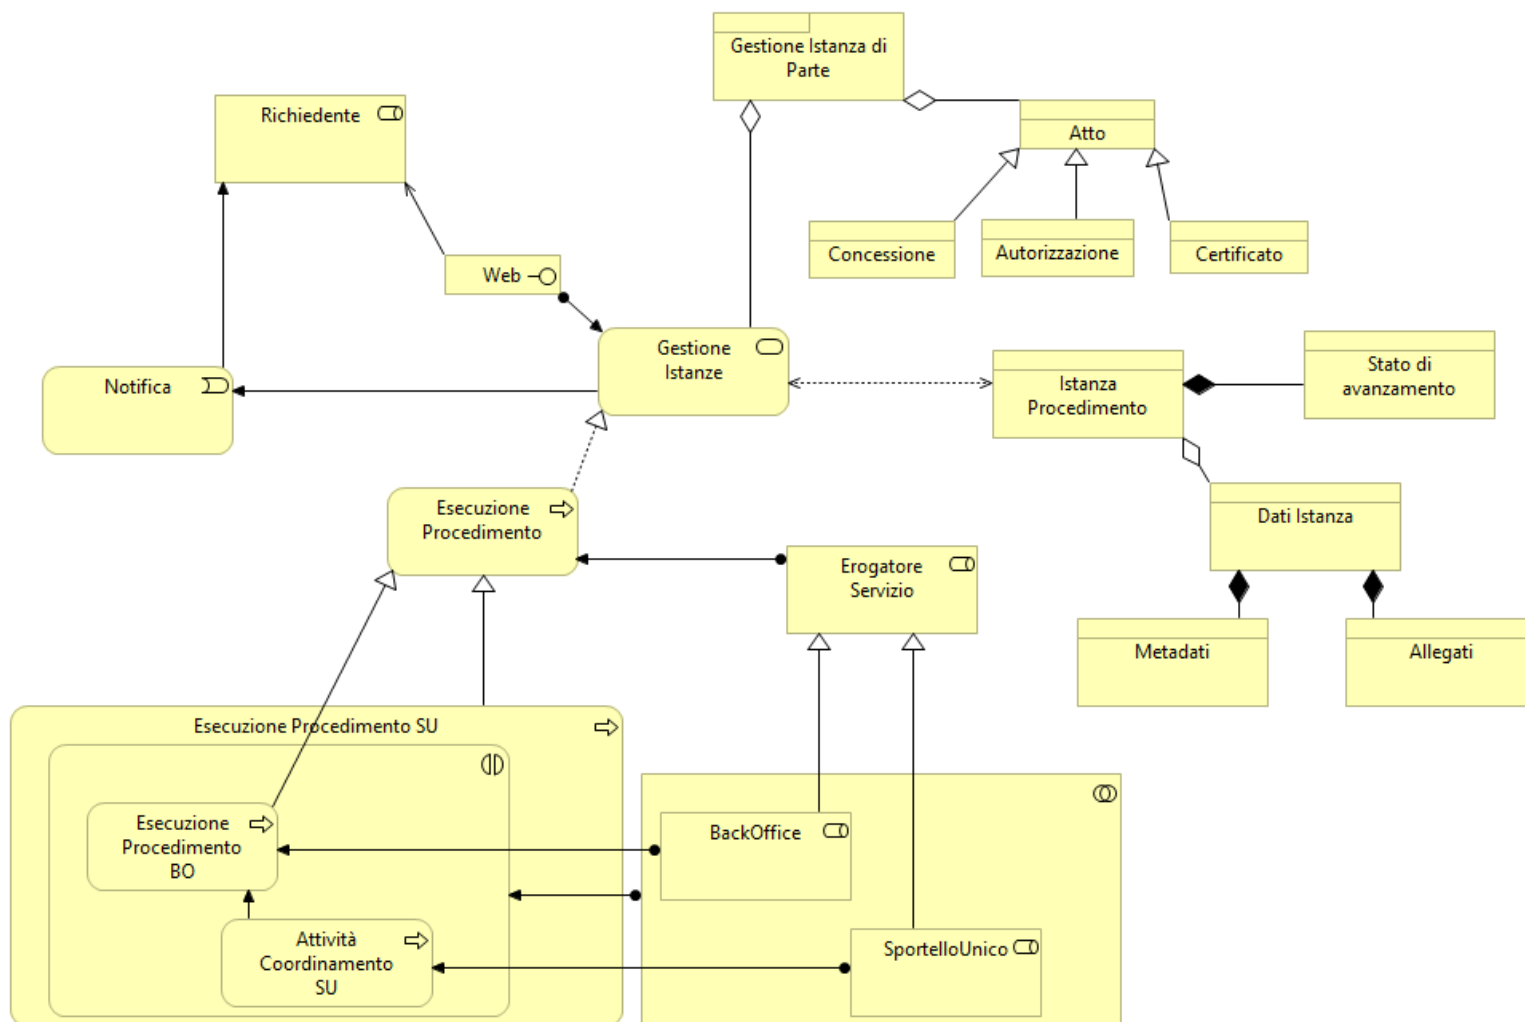 Gestione Istanza di
Parte
Richiedente
Atto
Concessione
Autorizzazione
Certificato
Web
Gestione
Istanze
Notifica
Istanza
Procedimento
Stato di
avanzamento
Esecuzione
Procedimento
Dati Istanza
Erogatore
Servizio
Metadati
Allegati
Esecuzione Procedimento SU
Esecuzione
Procedimento
BO
BackOffice
Attività
Coordinamento
SU
SportelloUnico